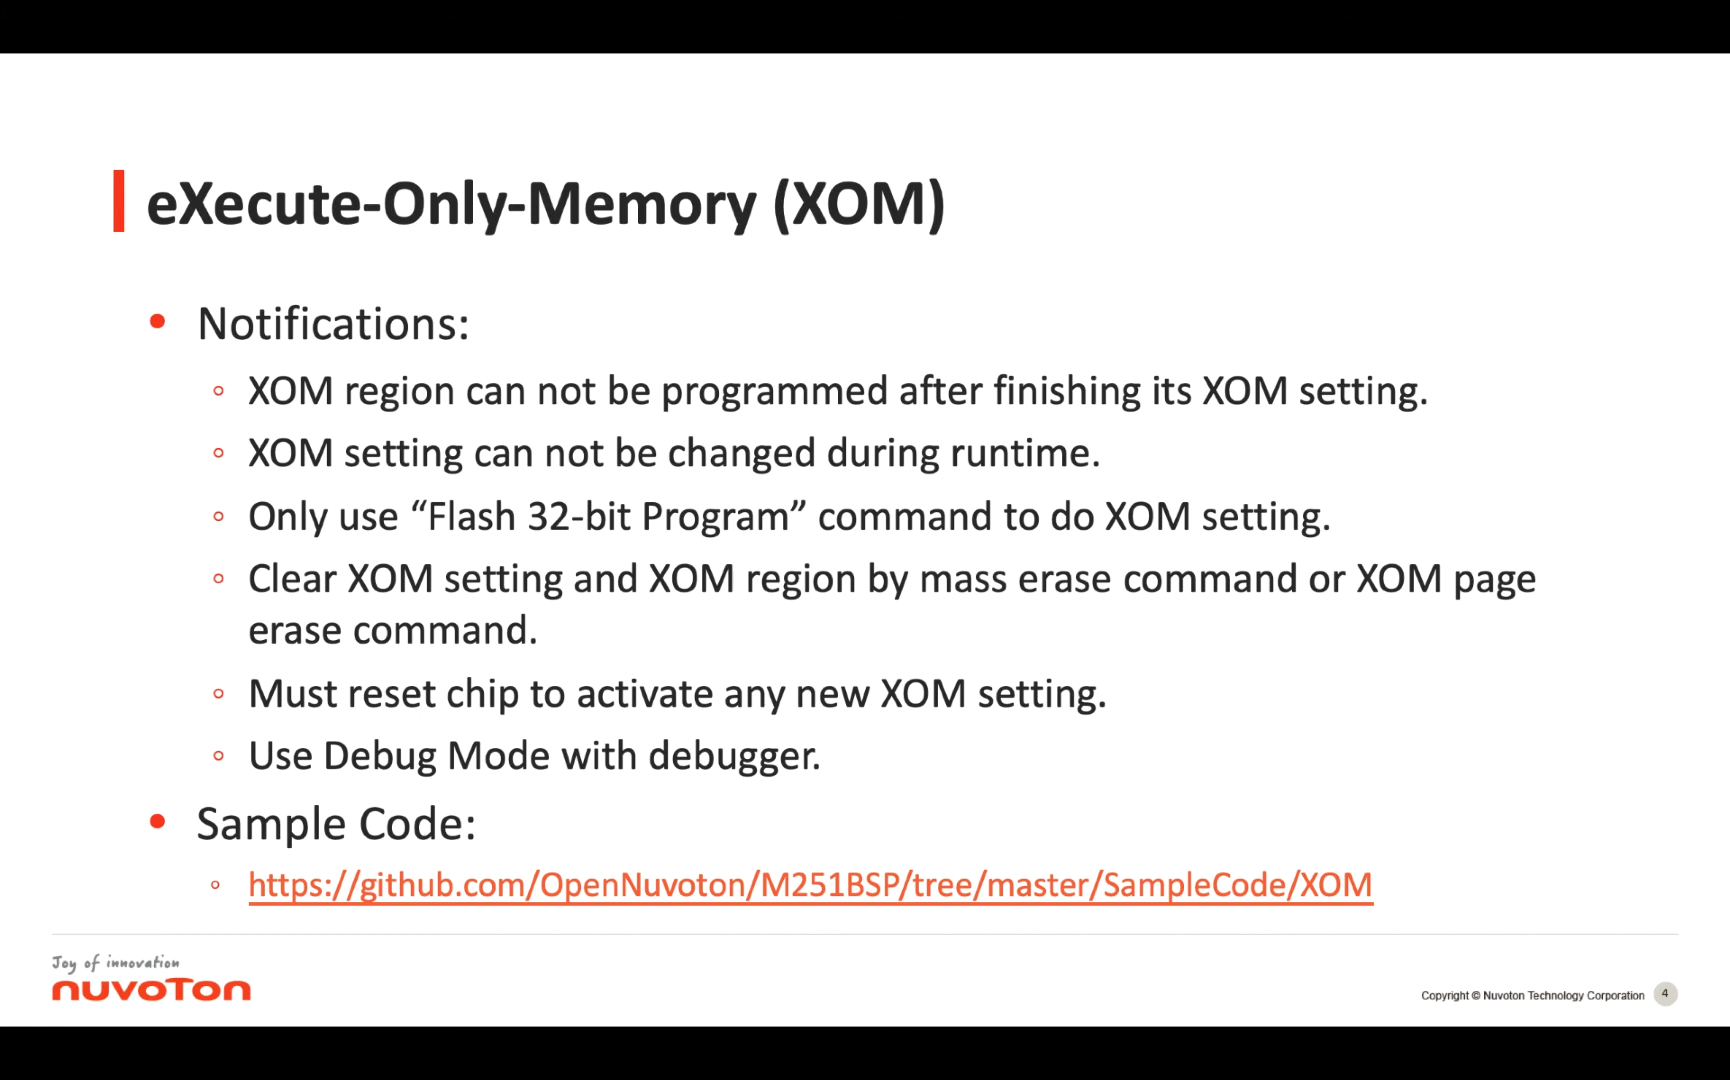 eXecute-Only-Memory (XOM)
• Notifications:
◦ XOM region can not be programmed after finishing its XOM setting.
◦ XOM setting can not be changed during runtime.
◦ Only use “Flash 32-bit Program” command to do XOM setting.
◦ Clear XOM setting and XOM region by mass erase command or XOM page
erase command.
◦ Must reset chip to activate any new XOM setting.
◦ Use Debug Mode with debugger.
• Sample Code:
◦ https://github.com/OpenNuvoton/M251BSP/tree/master/SampleCode/XOM
Joy of innovation
nuvoTon
Copyright © Nuvoton Technology Corporation 4